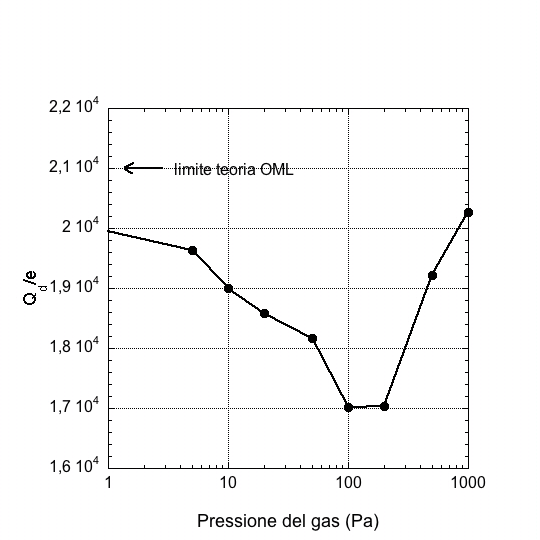 2,2 10⁴
2,1 10⁴
limite teoria OML
2 10⁴
Q_d/e
1,9 10⁴
1,8 10⁴
1,7 10⁴
1,6 10⁴
1 10 100 1000
Pressione del gas (Pa)